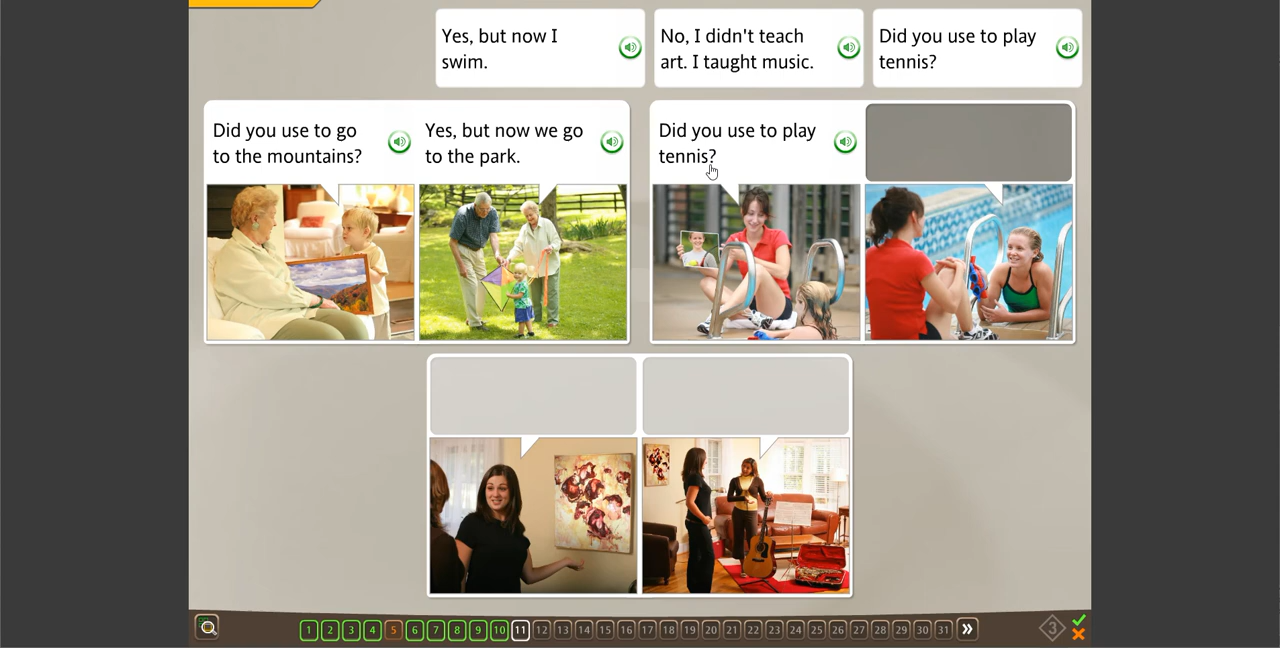 Yes, but now I
swim.
No, I didn't teach
art. I taught music.
Did you use to play
tennis?
Did you use to go
to the mountains?
Yes, but now we go
to the park.
Did you use to play
tennis?
1 2 3 4 5 6 7 8 9 10 11 12 13 14 15 16 17 18 19 20 21 22 23 24 25 26 27 28 29 30 31 »
3